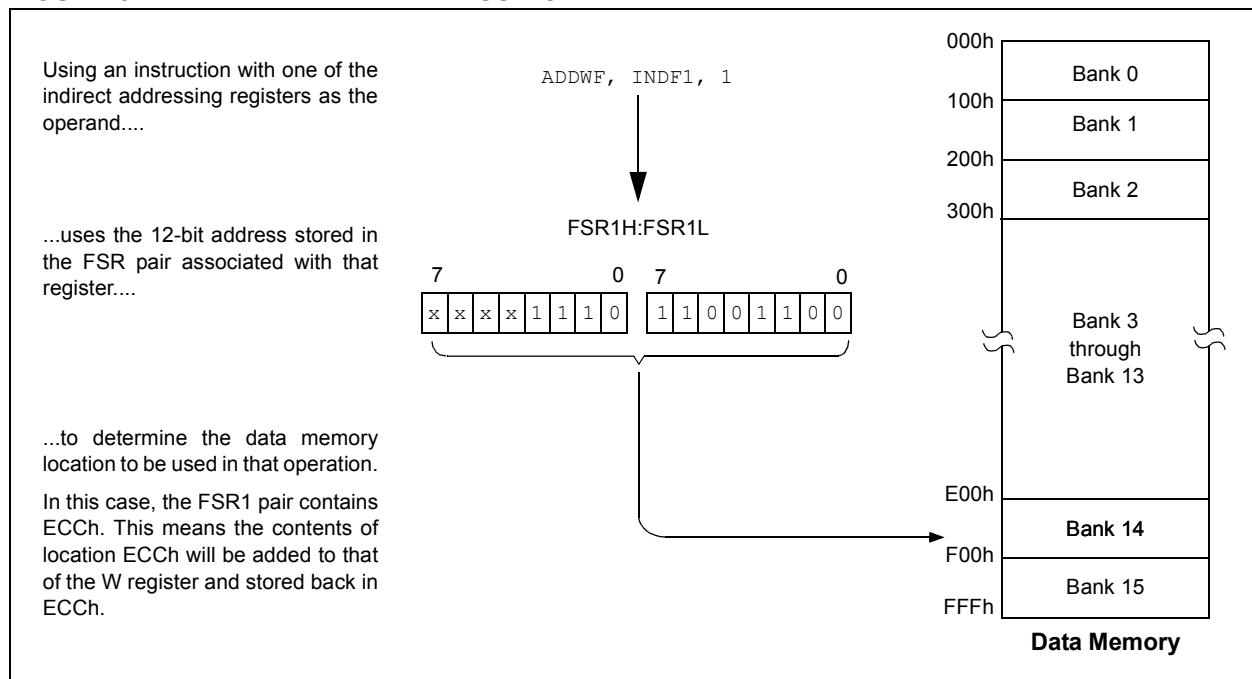 Using an instruction with one of the
indirect addressing registers as the
operand....
ADDWF, INDF1, 1
...uses the 12-bit address stored in
the FSR pair associated with that
register....
FSR1H:FSR1L
7 0 7 0
x x x x 1 1 1 0 1 1 0 0 1 1 0 0
...to determine the data memory
location to be used in that operation.
In this case, the FSR1 pair contains
ECCh. This means the contents of
location ECCh will be added to that
of the W register and stored back in
ECCh.
000h
Bank 0
100h
Bank 1
200h
Bank 2
300h
Bank 3
through
Bank 13
E00h
Bank 14
F00h
Bank 15
FFFh
Data Memory